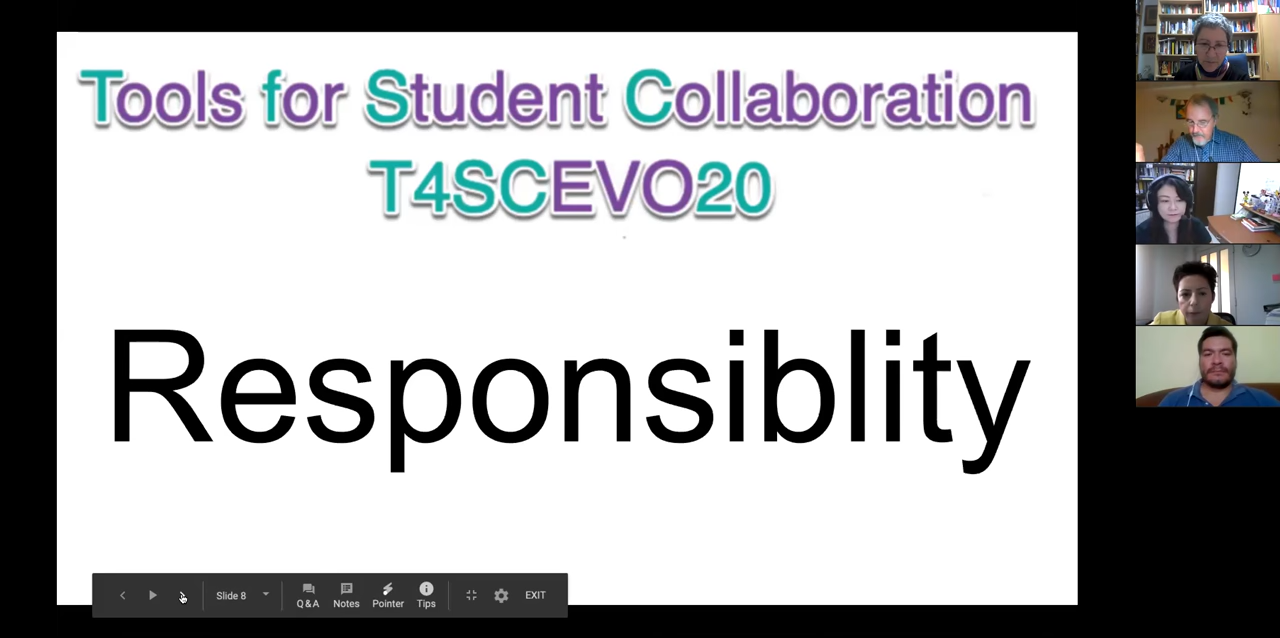 Tools for Student Collaboration
T4SCEVO20
Responsiblity
Slide 8
Q&A
Notes
Pointer
Tips
EXIT